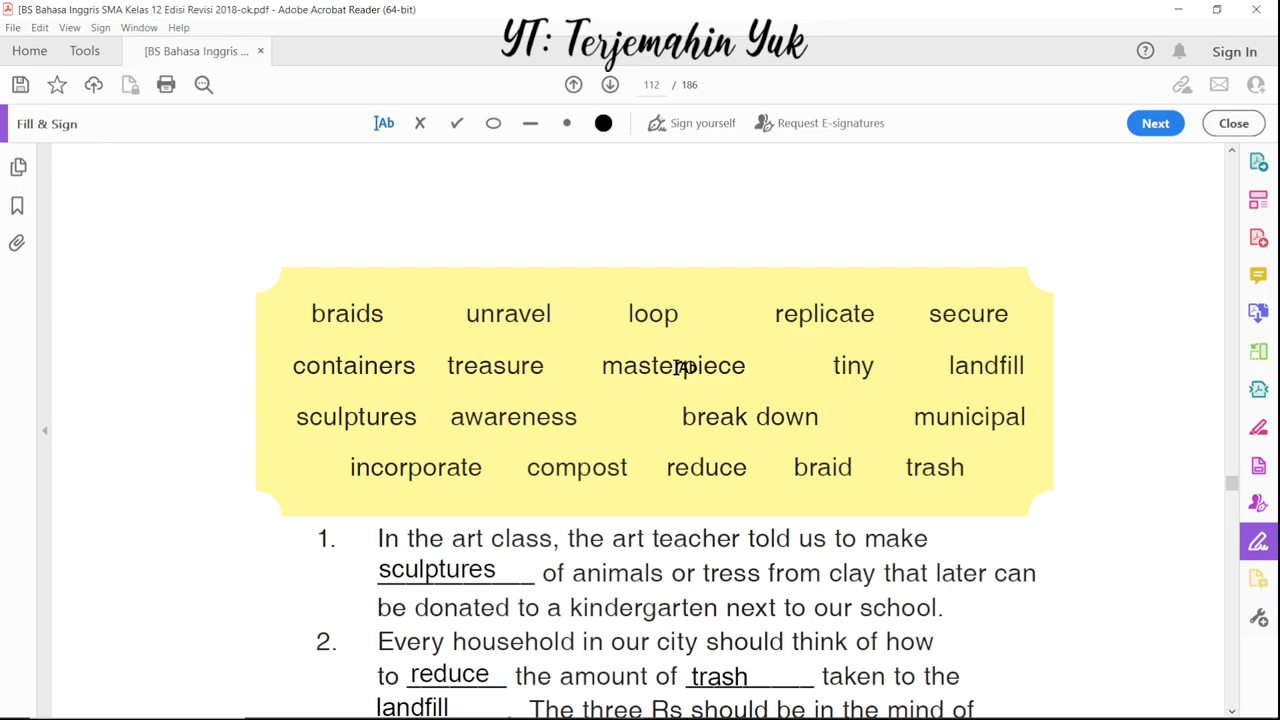 [BS Bahasa Inggris SMA Kelas 12 Edisi Revisi 2018-ok.pdf - Adobe Acrobat Reader (64-bit)
File Edit View Sign Window Help
YT: Terjemahin Yuk
Home Tools [BS Bahasa Inggris ... × Sign In
112 / 186
Fill & Sign Ab Sign yourself Request E-signatures Next Close
braids unravel loop replicate secure
containers treasure masterpiece tiny landfill
sculptures awareness break down municipal
incorporate compost reduce braid trash
1. In the art class, the art teacher told us to make
sculptures of animals or tress from clay that later can
be donated to a kindergarten next to our school.
2. Every household in our city should think of how
to reduce the amount of trash taken to the
landfill. The three Rs should be in the mind of